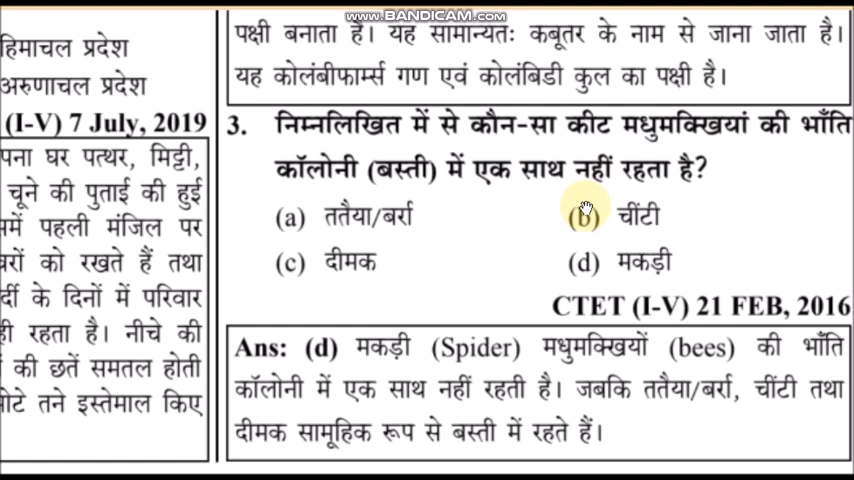 www.BANDICAM.com
हिमाचल प्रदेश
अरुणाचल प्रदेश
(I-V) 7 July, 2019
पना घर पत्थर, मिट्टी,
चूने की पुताई की हुई
समें पहली मंजिल पर
वरों को रखते हैं तथा
र्दी के दिनों में परिवार
ही रहता है। नीचे की
की छतें समतल होती
मोटे तने इस्तेमाल किए
पक्षी बनाता है। यह सामान्यतः कबूतर के नाम से जाना जाता है।
यह कोलंबीफार्म्स गण एवं कोलंबिडी कुल का पक्षी है।
3. निम्नलिखित में से कौन-सा कीट मधुमक्खियां की भाँति
कॉलोनी (बस्ती) में एक साथ नहीं रहता है?
(a) ततैया/बर्रा (b) चींटी
(c) दीमक (d) मकड़ी
CTET (I-V) 21 FEB, 2016
Ans: (d) मकड़ी (Spider) मधुमक्खियों (bees) की भाँति
कॉलोनी में एक साथ नहीं रहती है। जबकि ततैया/बर्रा, चींटी तथा
दीमक सामूहिक रूप से बस्ती में रहते हैं।